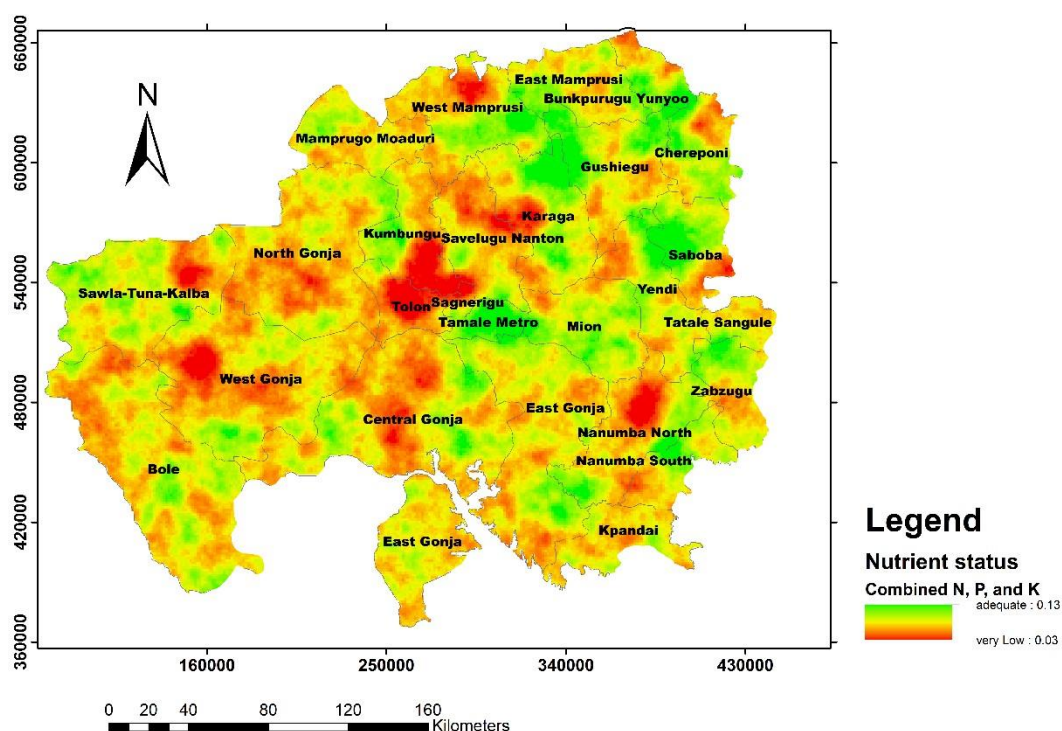 660000
600000
540000
480000
420000
360000
N
East Mamprusi
West Mamprusi
Bunkpurugu Yunyoo
Mamprugo Moaduri
Chereponi
Gushiegu
Karaga
Kumbungu
Savelugu Nanton
North Gonja
Saboba
Sawla-Tuna-Kalba
Yendi
Tolon
Sagnerigu
Tamale Metro
Mion
Tatale Sangule
West Gonja
Zabzugu
Central Gonja
East Gonja
Nanumba North
Nanumba South
Bole
Kpandai
East Gonja
160000 250000 340000 430000
0 20 40 80 120 160
Kilometers
Legend
Nutrient status
Combined N, P, and K
adequate : 0.13
very Low : 0.03